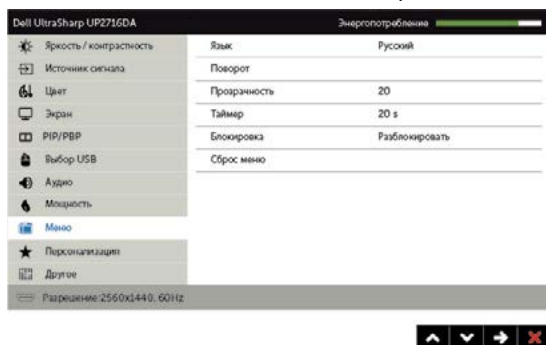 Dell UltraSharp UP2716DA Энергопотребление
Яркость / контрастность Язык Русский
Источник сигнала Поворот
Цвет Прозрачность 20
Экран Таймер 20 s
PIP/PBP Блокировка Разблокировать
Выбор USB Сброс меню
Аудио
Мощность
Меню
Персонализация
Другое
Разрешение:2560x1440, 60Hz